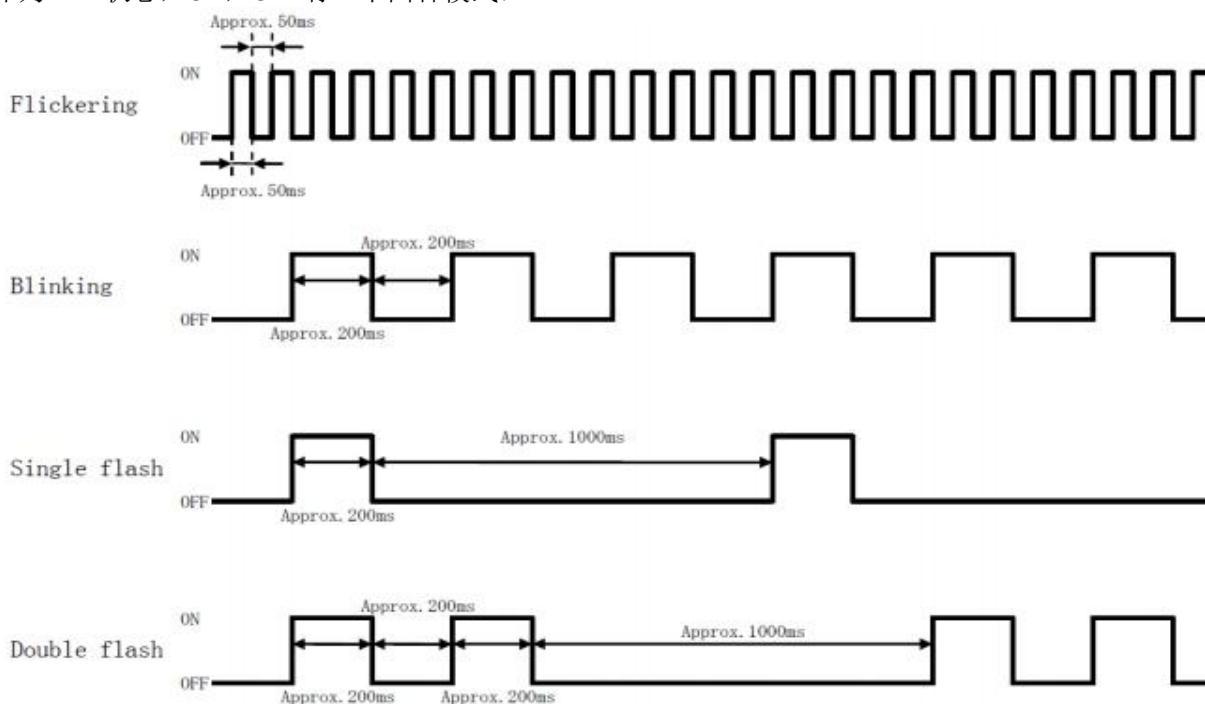 Approx. 50ms
ON
Flickering
OFF
Approx. 50ms
Approx. 200ms
ON
Blinking
OFF
Approx. 200ms
ON
Approx. 1000ms
Single flash
OFF
Approx. 200ms
Approx. 200ms
ON
Approx. 1000ms
Double flash
OFF
Approx. 200ms
Approx. 200ms